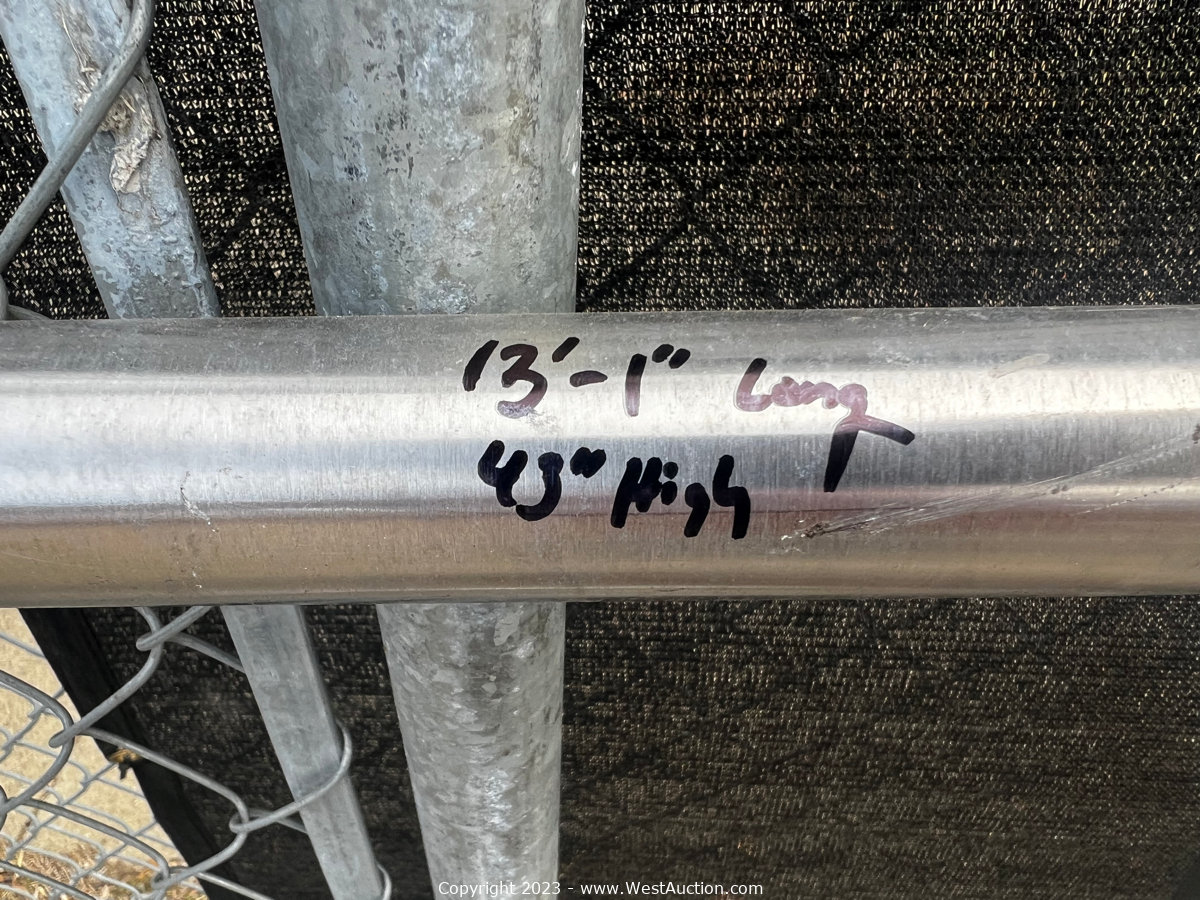 13'-1" Long
43" High
Copyright 2023 - www.WestAuction.com